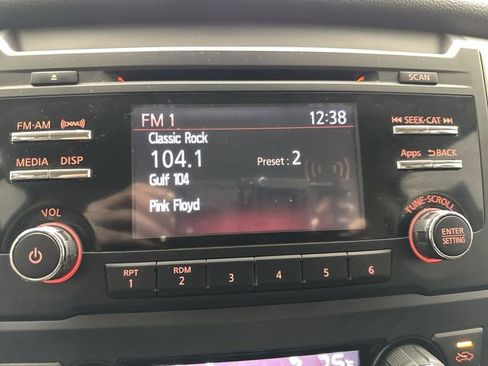 SCAN
FM·AM
SEEK·CAT
MEDIA DISP
Apps BACK
FM 1 12:38
Classic Rock
104.1 Preset : 2
Gulf 104
Pink Floyd
VOL
TUNE·SCROLL
ENTER
SETTING
RPT
1
RDM
2
3
4
5
6